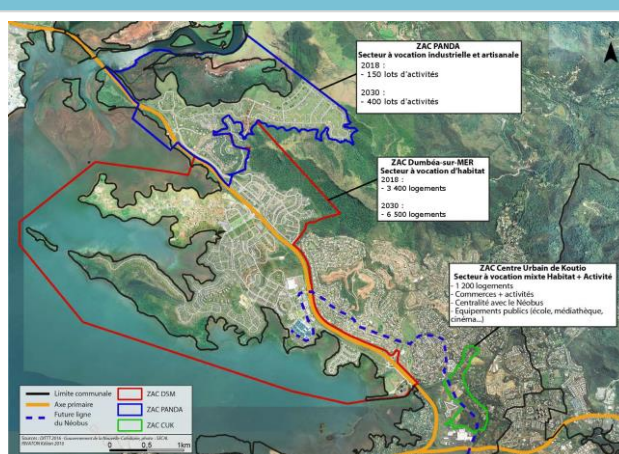 ZAC PANDA
Secteur à vocation industrielle et artisanale
2018 :
- 150 lots d'activités
2030 :
- 400 lots d'activités
ZAC Dumbéa-sur-MER
Secteur à vocation d'habitat
2018 :
- 3 400 logements
2030 :
- 6 500 logements
ZAC Centre Urbain de Koutio
Secteur à vocation mixte Habitat + Activité
- 1 200 logements
- Commerces + activités
- Centralité avec le Néobus
- Equipements publics (école, médiathèque,
cinéma...)
Limite communale
Axe primaire
Future ligne
du Néobus
ZAC DSM
ZAC PANDA
ZAC CUK
0 0,5 1km